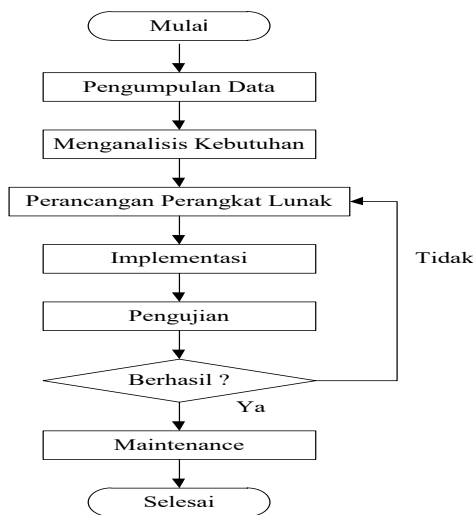 Mulai
Pengumpulan Data
Menganalisis Kebutuhan
Perancangan Perangkat Lunak
Implementasi
Tidak
Pengujian
Berhasil ?
Ya
Maintenance
Selesai